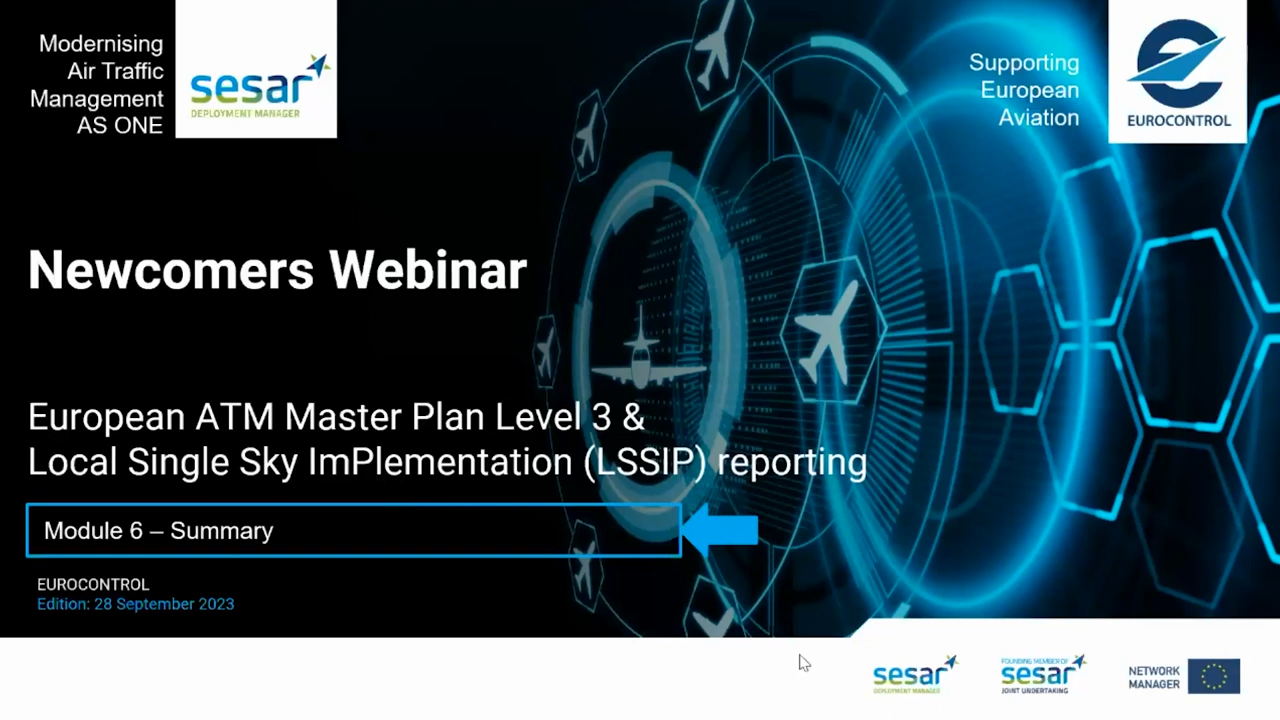 Modernising
Air Traffic
Management
AS ONE
sesar
DEPLOYMENT MANAGER
Supporting
European
Aviation
EUROCONTROL
Newcomers Webinar
European ATM Master Plan Level 3 &
Local Single Sky ImPlementation (LSSIP) reporting
Module 6 – Summary
EUROCONTROL
Edition: 28 September 2023
sesar
DEPLOYMENT MANAGER
FOUNDING MEMBER OF
sesar
JOINT UNDERTAKING
NETWORK
MANAGER